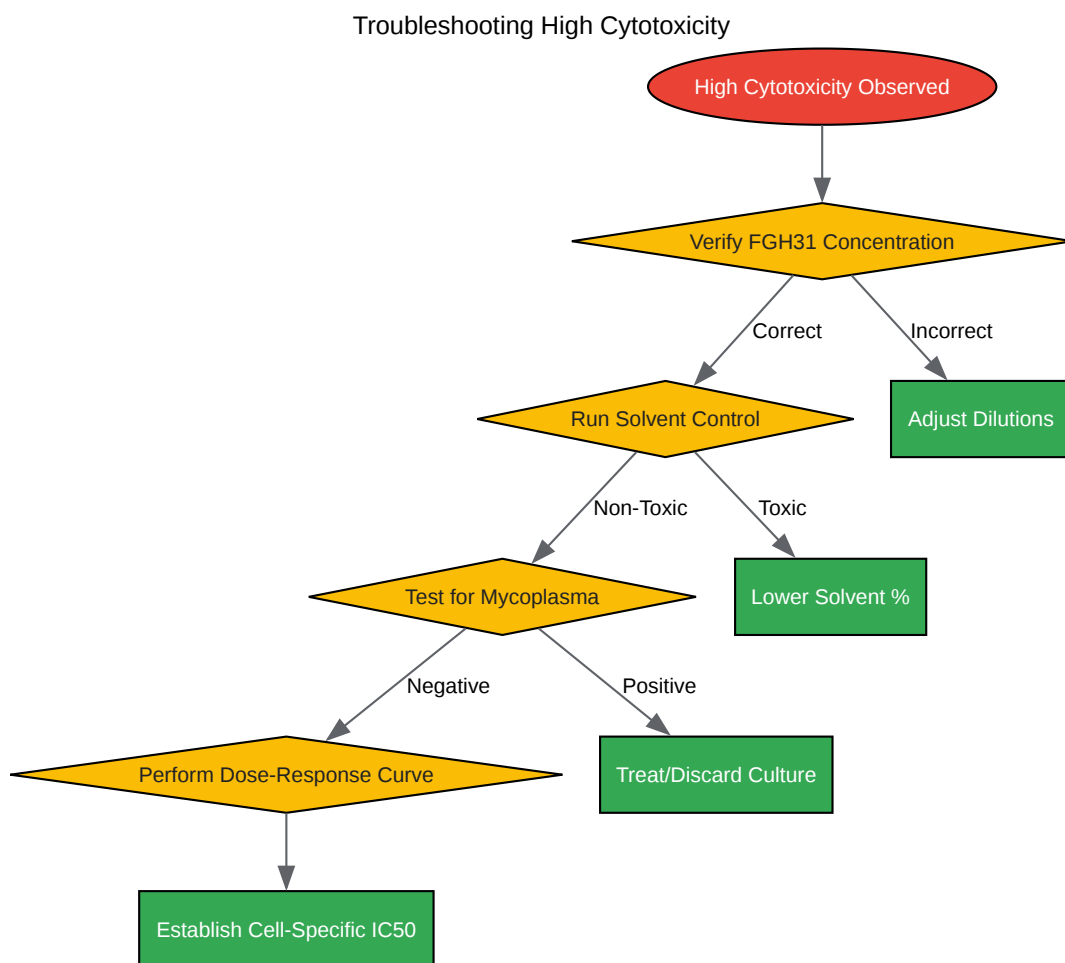 Troubleshooting High Cytotoxicity
High Cytotoxicity Observed
Verify FGH31 Concentration
Correct
Incorrect
Run Solvent Control
Adjust Dilutions
Non-Toxic
Toxic
Test for Mycoplasma
Lower Solvent %
Negative
Positive
Perform Dose-Response Curve
Treat/Discard Culture
Establish Cell-Specific IC50